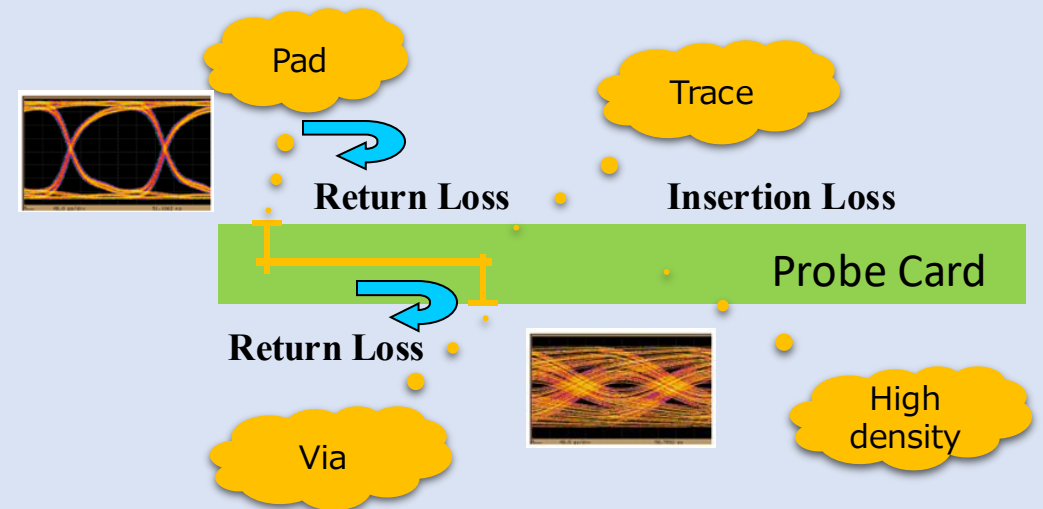 Pad
Trace
Return Loss
Insertion Loss
Probe Card
Return Loss
High
density
Via